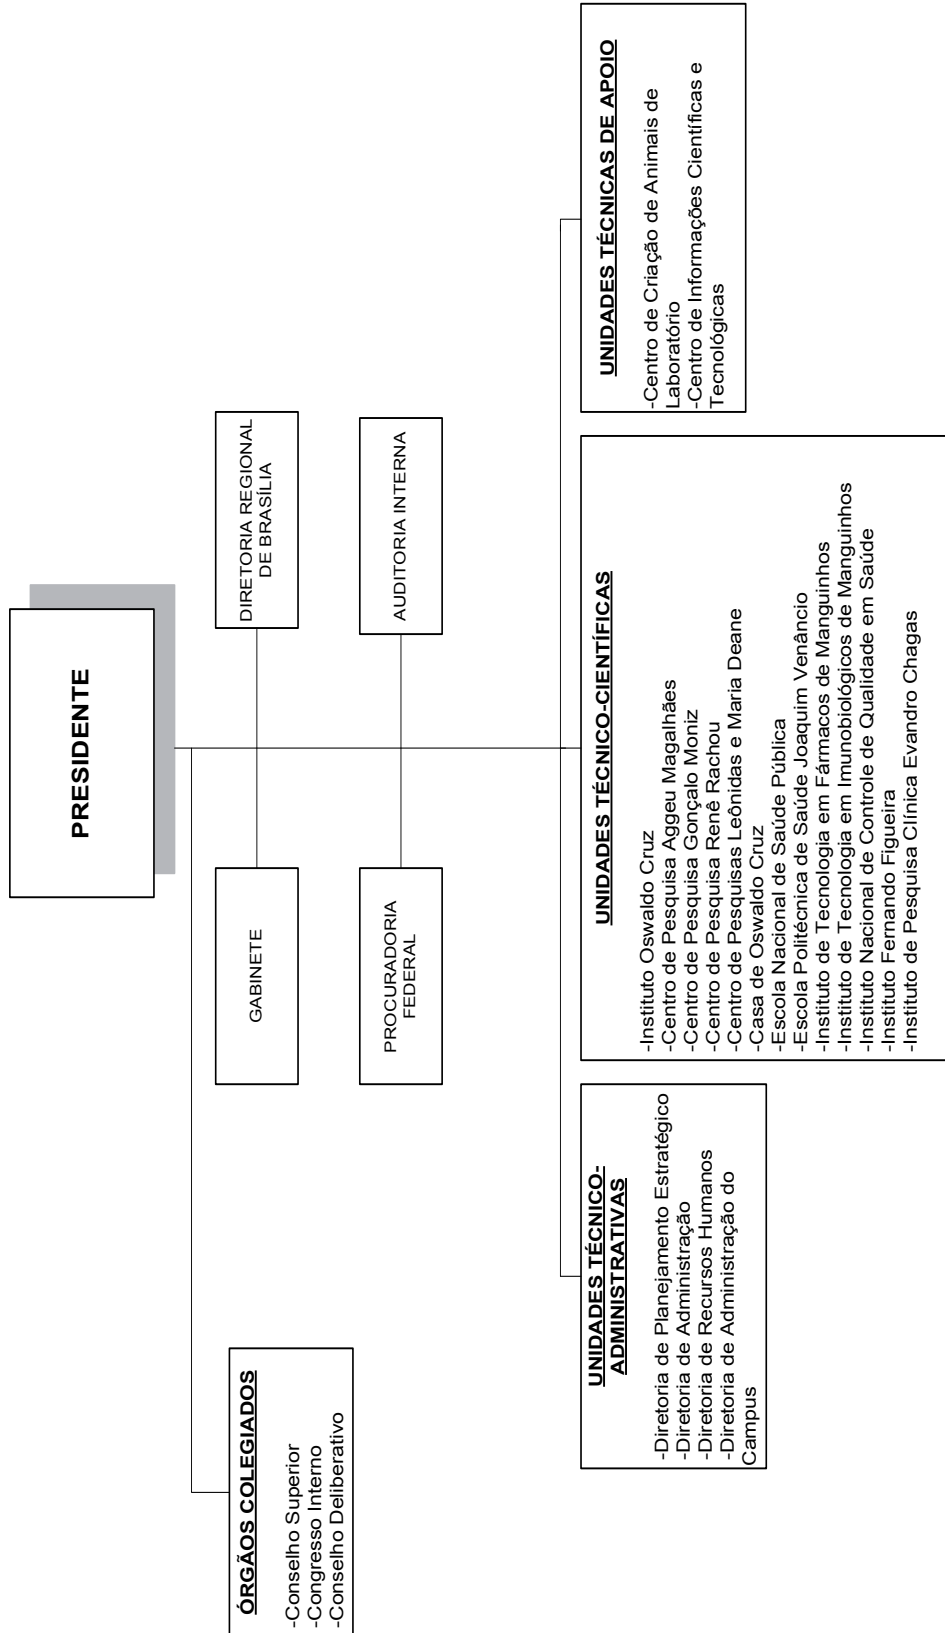 PRESIDENTE
ÓRGÃOS COLEGIADOS
-Conselho Superior
-Congresso Interno
-Conselho Deliberativo
GABINETE
DIRETORIA REGIONAL
DE BRASÍLIA
PROCURADORIA
FEDERAL
AUDITORIA INTERNA
UNIDADES TÉCNICO-
ADMINISTRATIVAS
-Diretoria de Planejamento Estratégico
-Diretoria de Administração
-Diretoria de Recursos Humanos
-Diretoria de Administração do
Campus
UNIDADES TÉCNICO-CIENTÍFICAS
-Instituto Oswaldo Cruz
-Centro de Pesquisa Aggeu Magalhães
-Centro de Pesquisa Gonçalo Moniz
-Centro de Pesquisa Renê Rachou
-Centro de Pesquisas Leônidas e Maria Deane
-Casa de Oswaldo Cruz
-Escola Nacional de Saúde Pública
-Escola Politécnica de Saúde Joaquim Venâncio
-Instituto de Tecnologia em Fármacos de Manguinhos
-Instituto de Tecnologia em Imunobiológicos de Manguinhos
-Instituto Nacional de Controle de Qualidade em Saúde
-Instituto Fernando Figueira
-Instituto de Pesquisa Clínica Evandro Chagas
UNIDADES TÉCNICAS DE APOIO
-Centro de Criação de Animais de
Laboratório
-Centro de Informações Científicas e
Tecnológicas